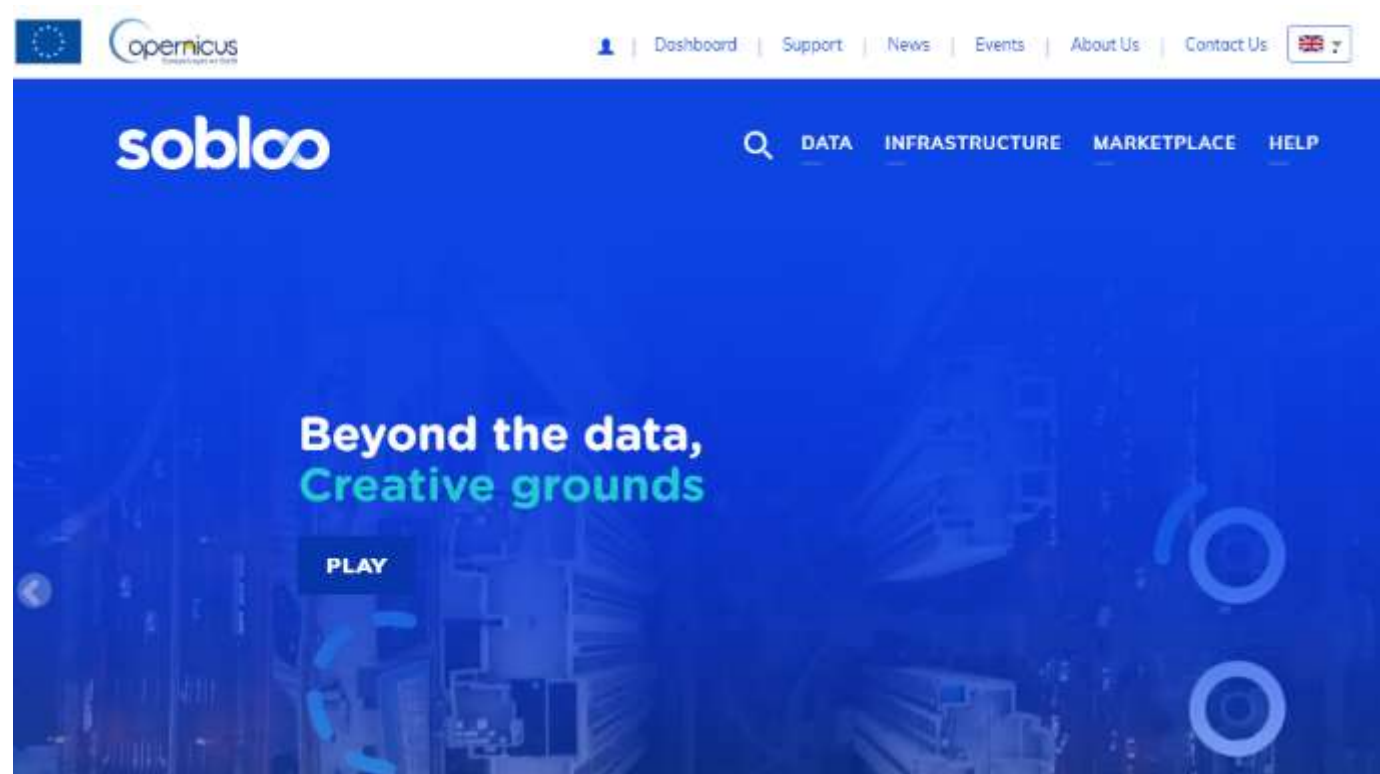 Copernicus
Dashboard | Support | News | Events | About Us | Contact Us
sobloo
DATA INFRASTRUCTURE MARKETPLACE HELP
Beyond the data,
Creative grounds
PLAY